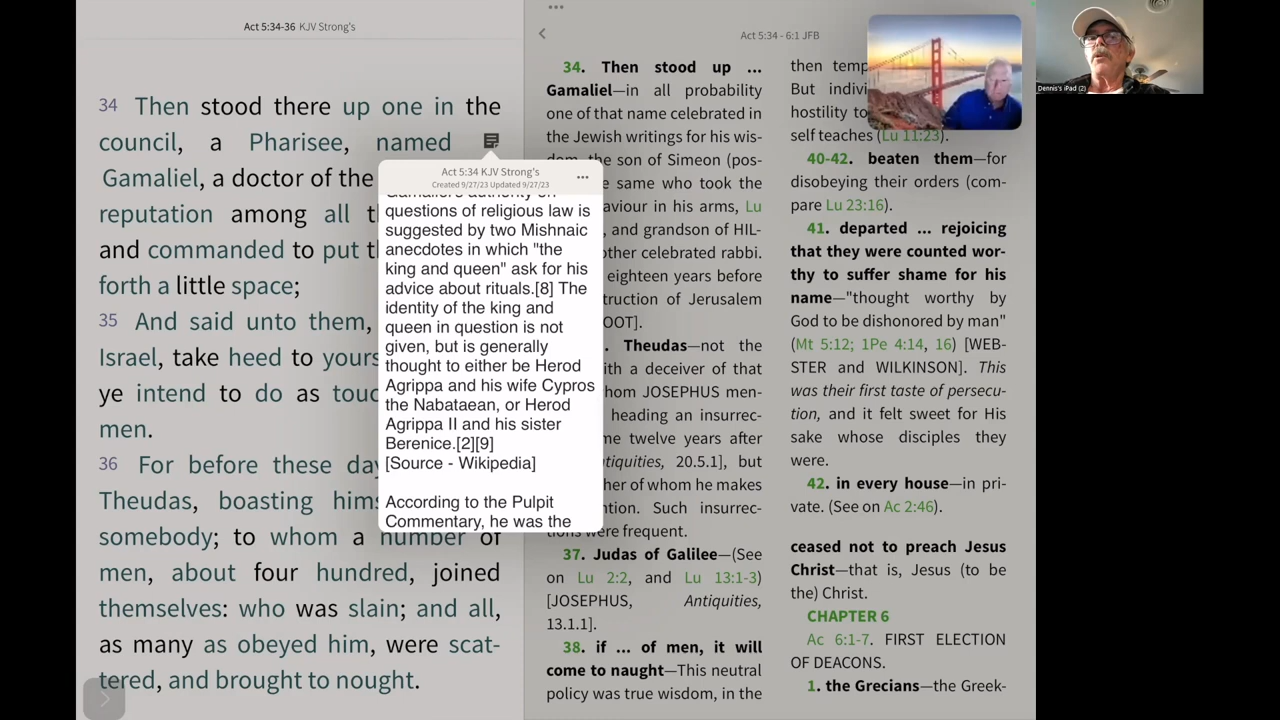 Act 5:34-36 KJV Strong's
34 Then stood there up one in the
council, a Pharisee, named
Gamaliel, a doctor of the
reputation among all
and commanded to put
forth a little space;
35 And said unto them,
Israel, take heed to
ye intend to do as
men.
36 For before these
Theudas, boasting
somebody; to whom a number of
men, about four hundred, joined
themselves: who was slain; and all,
as many as obeyed him, were scat-
tered, and brought to nought.
Act 5:34 KJV Strong's
Created 9/27/23 Updated 9/27/23
Gamaliel's authority on
questions of religious law is
suggested by two Mishnaic
anecdotes in which "the
king and queen" ask for his
advice about rituals.[8] The
identity of the king and
queen in question is not
given, but is generally
thought to either be Herod
Agrippa and his wife Cypros
the Nabataean, or Herod
Agrippa II and his sister
Berenice.[2][9]
[Source - Wikipedia]
According to the Pulpit
Commentary, he was the
Act 5:34 - 6:1 JFB
34. Then stood up ...
Gamaliel—in all probability
one of that name celebrated in
the Jewish writings for his wis-
dom, the son of Simeon (pos-
same who took the
aviour in his arms, Lu
, and grandson of HIL-
other celebrated rabbi.
eighteen years before
truction of Jerusalem
OOT].
. Theudas—not the
ith a deceiver of that
hom JOSEPHUS men-
heading an insurrec-
me twelve years after
ntiquities, 20.5.1], but
her of whom he makes
ntion. Such insurrec-
tions were frequent.
37. Judas of Galilee—(See
on Lu 2:2, and Lu 13:1-3)
[JOSEPHUS, Antiquities,
13.1.1].
38. if ... of men, it will
come to naught—This neutral
policy was true wisdom, in the
then
But
hostility to
self teaches (Lu 11:23).
40-42. beaten them—for
disobeying their orders (com-
pare Lu 23:16).
41. departed ... rejoicing
that they were counted wor-
thy to suffer shame for his
name—"thought worthy by
God to be dishonored by man"
(Mt 5:12; 1Pe 4:14, 16) [WEB-
STER and WILKINSON]. This
was their first taste of persecu-
tion, and it felt sweet for His
sake whose disciples they
were.
42. in every house—in pri-
vate. (See on Ac 2:46).
ceased not to preach Jesus
Christ—that is, Jesus (to be
the) Christ.
CHAPTER 6
Ac 6:1-7. FIRST ELECTION
OF DEACONS.
1. the Grecians—the Greek-
Dennis's iPad (2)